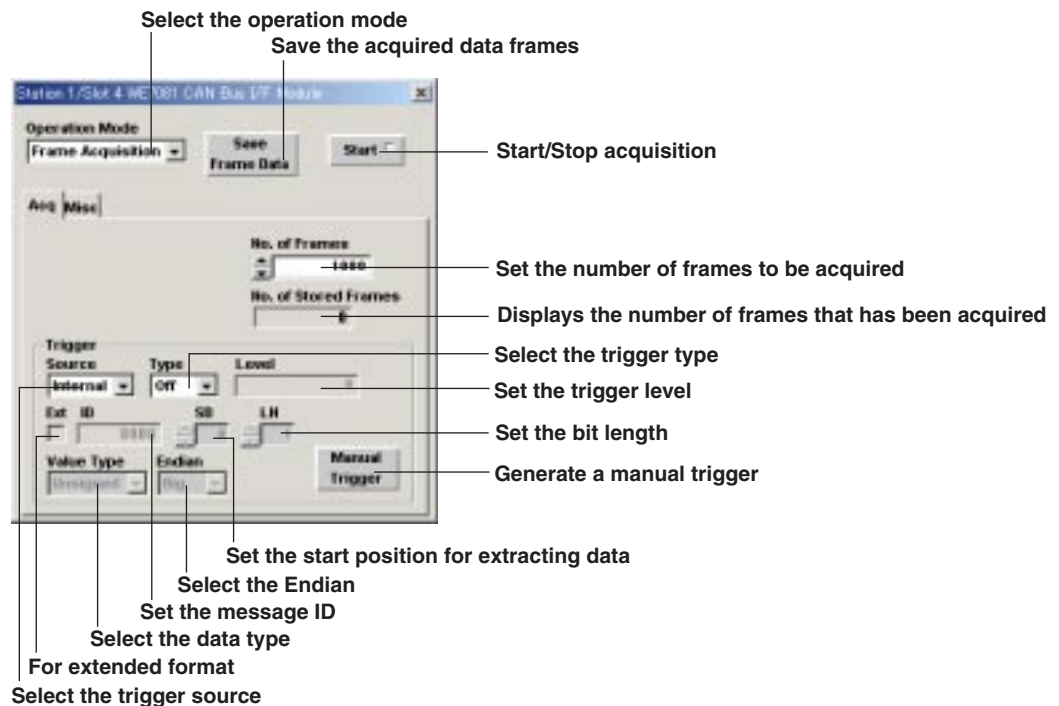 Select the operation mode
Save the acquired data frames
Station 1/Slot 4 WE7081 CAN Bus I/F Module
Operation Mode
Frame Acquisition
Save
Frame Data
Start
Start/Stop acquisition
Acq Misc
No. of Frames
1000
Set the number of frames to be acquired
No. of Stored Frames
0
Displays the number of frames that has been acquired
Trigger
Source Type Level
Select the trigger type
Internal Off 0
Set the trigger level
Ext ID SB LN
Set the bit length
Value Type Endian
Unsigned Big
Manual
Trigger
Generate a manual trigger
Set the start position for extracting data
Select the Endian
Set the message ID
Select the data type
For extended format
Select the trigger source